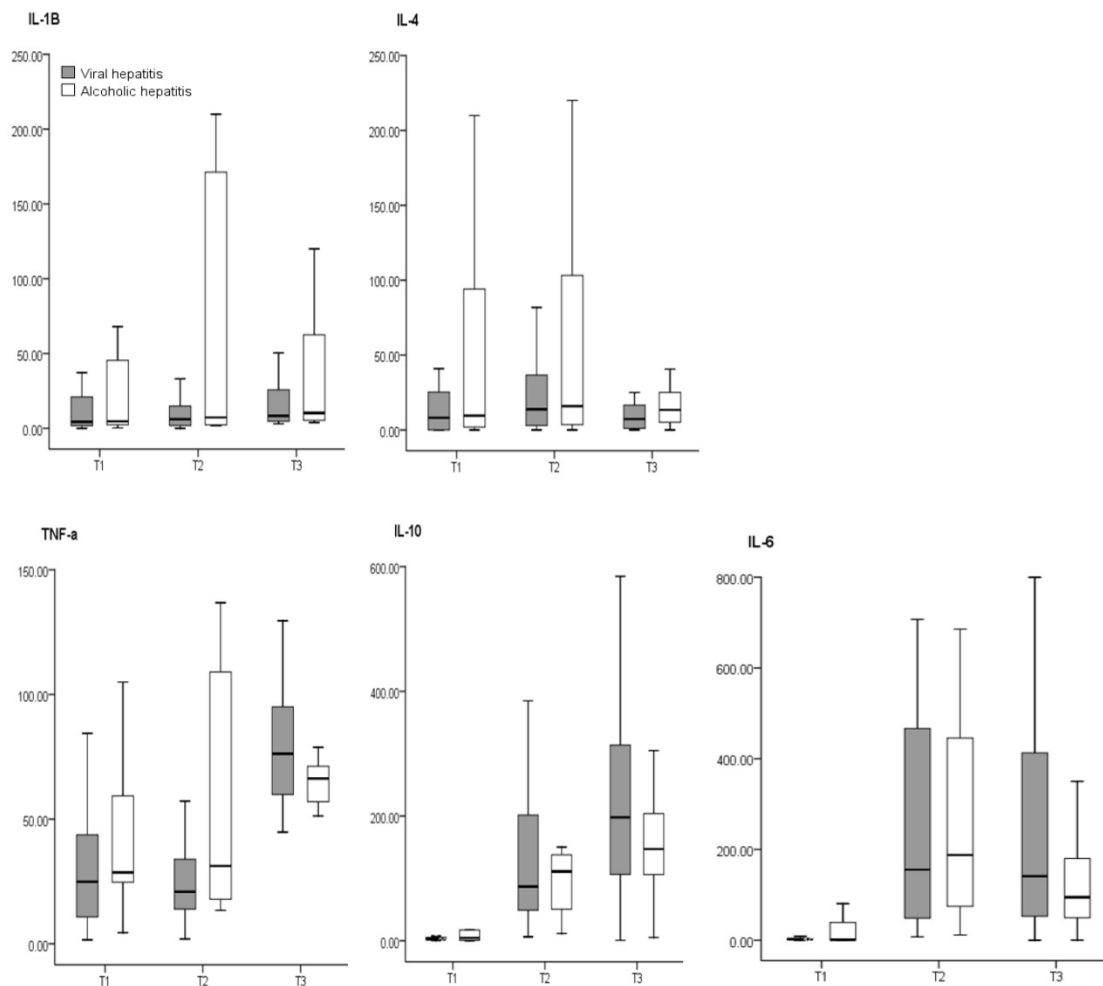 IL-1B
250.00
200.00
150.00
100.00
50.00
0.00
Viral hepatitis
Alcoholic hepatitis
T1 T2 T3
IL-4
250.00
200.00
150.00
100.00
50.00
0.00
T1 T2 T3
TNF-a
150.00
100.00
50.00
0.00
T1 T2 T3
IL-10
600.00
400.00
200.00
0.00
T1 T2 T3
IL-6
800.00
600.00
400.00
200.00
0.00
T1 T2 T3